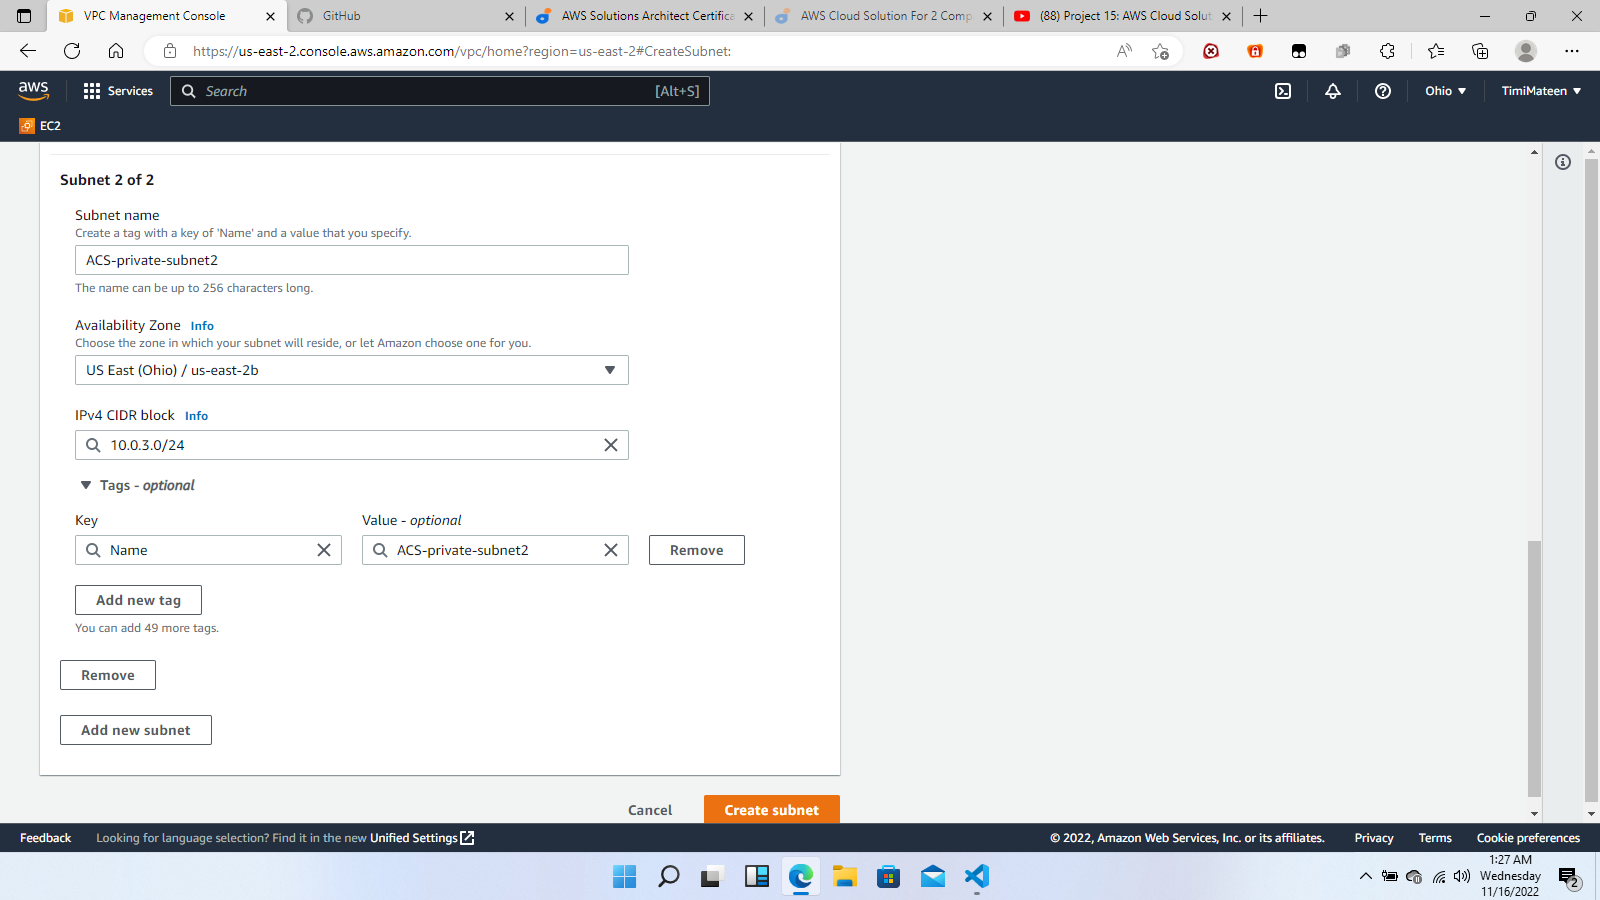 VPC Management Console
GitHub
AWS Solutions Architect Certifica
AWS Cloud Solution For 2 Comp
(88) Project 15: AWS Cloud Solut
https://us-east-2.console.aws.amazon.com/vpc/home?region=us-east-2#CreateSubnet:
aws
Services
Search
[Alt+S]
Ohio
TimiMateen
EC2
Subnet 2 of 2
Subnet name
Create a tag with a key of 'Name' and a value that you specify.
ACS-private-subnet2
The name can be up to 256 characters long.
Availability Zone Info
Choose the zone in which your subnet will reside, or let Amazon choose one for you.
US East (Ohio) / us-east-2b
IPv4 CIDR block Info
10.0.3.0/24
Tags - optional
Key
Value - optional
Name
ACS-private-subnet2
Remove
Add new tag
You can add 49 more tags.
Remove
Add new subnet
Cancel
Create subnet
Feedback
Looking for language selection? Find it in the new Unified Settings
© 2022, Amazon Web Services, Inc. or its affiliates.
Privacy
Terms
Cookie preferences
1:27 AM
Wednesday
11/16/2022
2